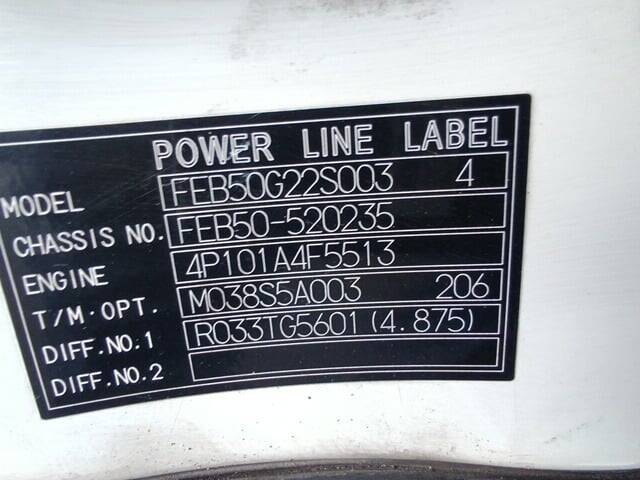 POWER LINE LABEL
MODEL FEB50G22S003 4
CHASSIS NO. FEB50-520235
ENGINE 4P101A4F5513
T/M·OPT. M038S5A003 206
DIFF.NO.1 R033TG5601(4.875)
DIFF.NO.2